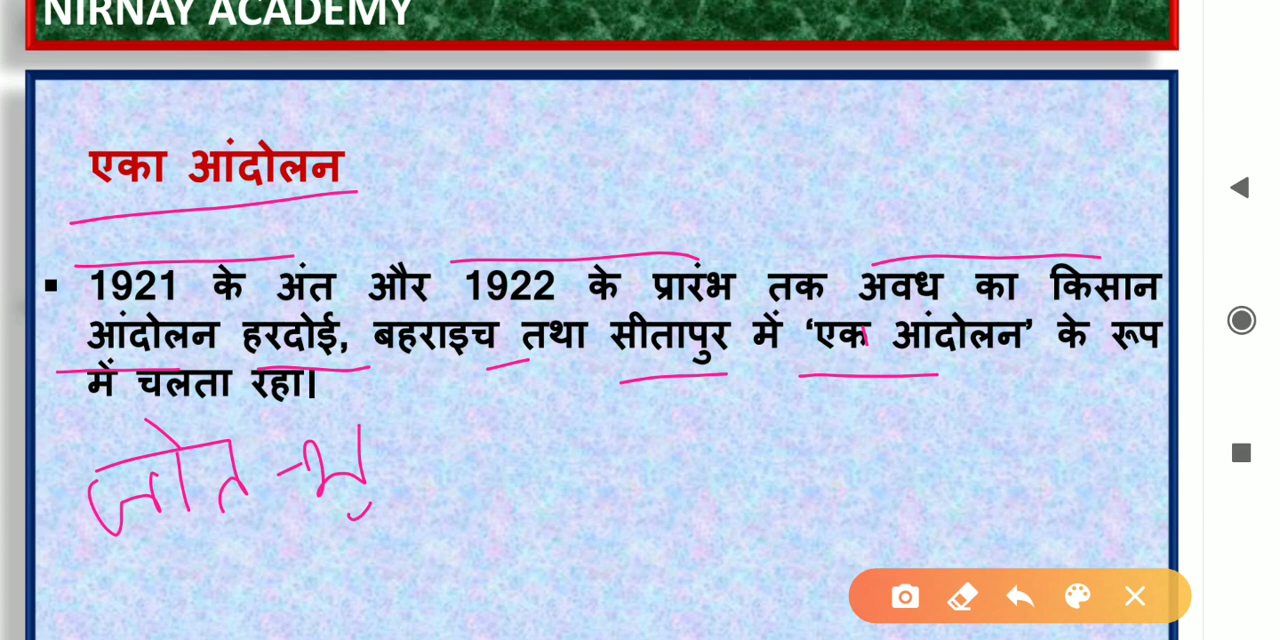 NIRNAY ACADEMY
एका आंदोलन
▪ 1921 के अंत और 1922 के प्रारंभ तक अवध का किसान
आंदोलन हरदोई, बहराइच तथा सीतापुर में ‘एक आंदोलन’ के रूप
में चलता रहा।
जोत -भु